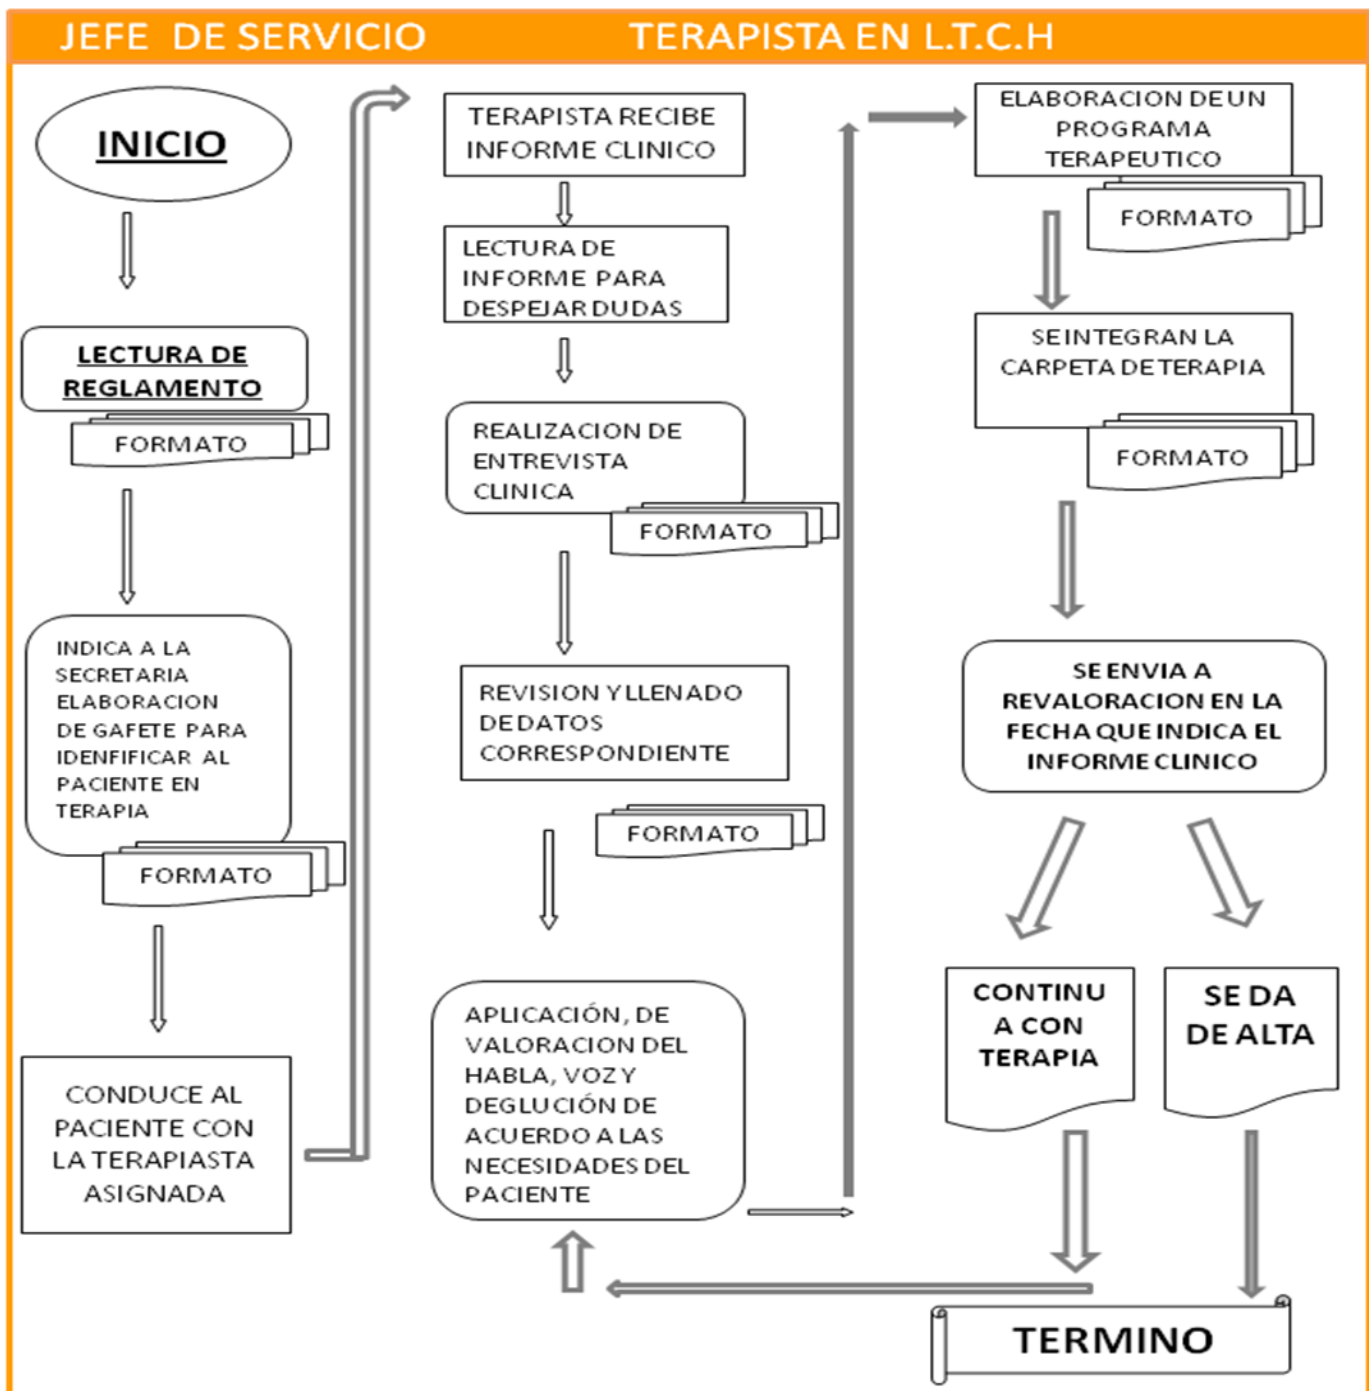 JEFE DE SERVICIO
TERAPISTA EN L.T.C.H
INICIO
LECTURA DE
REGLAMENTO
FORMATO
INDICA A LA
SECRETARIA
ELABORACION
DE GAFETE PARA
IDENFIFICAR AL
PACIENTE EN
TERAPIA
FORMATO
CONDUCE AL
PACIENTE CON
LA TERAPIASTA
ASIGNADA
TERAPISTA RECIBE
INFORME CLINICO
LECTURA DE
INFORME PARA
DESPEJAR DUDAS
REALIZACION DE
ENTREVISTA
CLINICA
FORMATO
REVISION Y LLENADO
DE DATOS
CORRESPONDIENTE
FORMATO
APLICACIÓN, DE
VALORACION DEL
HABLA, VOZ Y
DEGLUCIÓN DE
ACUERDO A LAS
NECESIDADES DEL
PACIENTE
ELABORACION DE UN
PROGRAMA
TERAPEUTICO
FORMATO
SE INTEGRAN LA
CARPETA DE TERAPIA
FORMATO
SE ENVIA A
REVALORACION EN LA
FECHA QUE INDICA EL
INFORME CLINICO
CONTINU
A CON
TERAPIA
SE DA
DE ALTA
TERMINO